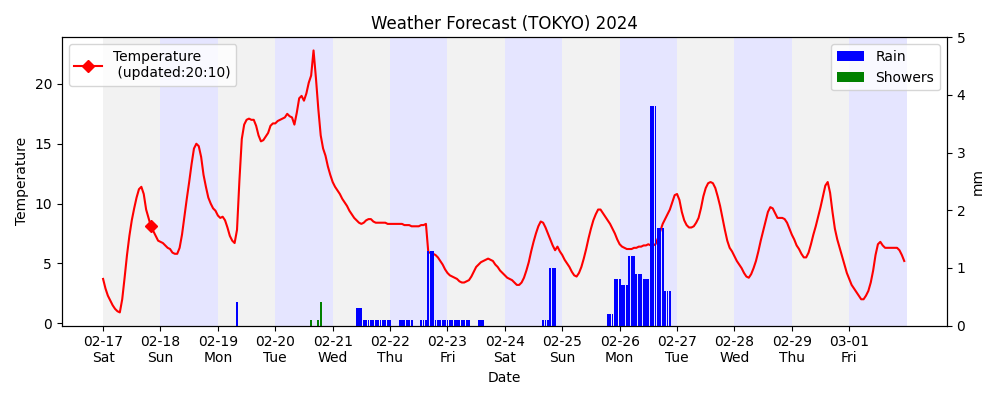 Weather Forecast (TOKYO) 2024
Temperature
(updated:20:10)
Rain
Showers
Temperature
20
15
10
5
0
5
4
3
2
1
0
mm
02-17 02-18 02-19 02-20 02-21 02-22 02-23 02-24 02-25 02-26 02-27 02-28 02-29 03-01
Sat Sun Mon Tue Wed Thu Fri Sat Sun Mon Tue Wed Thu Fri
Date